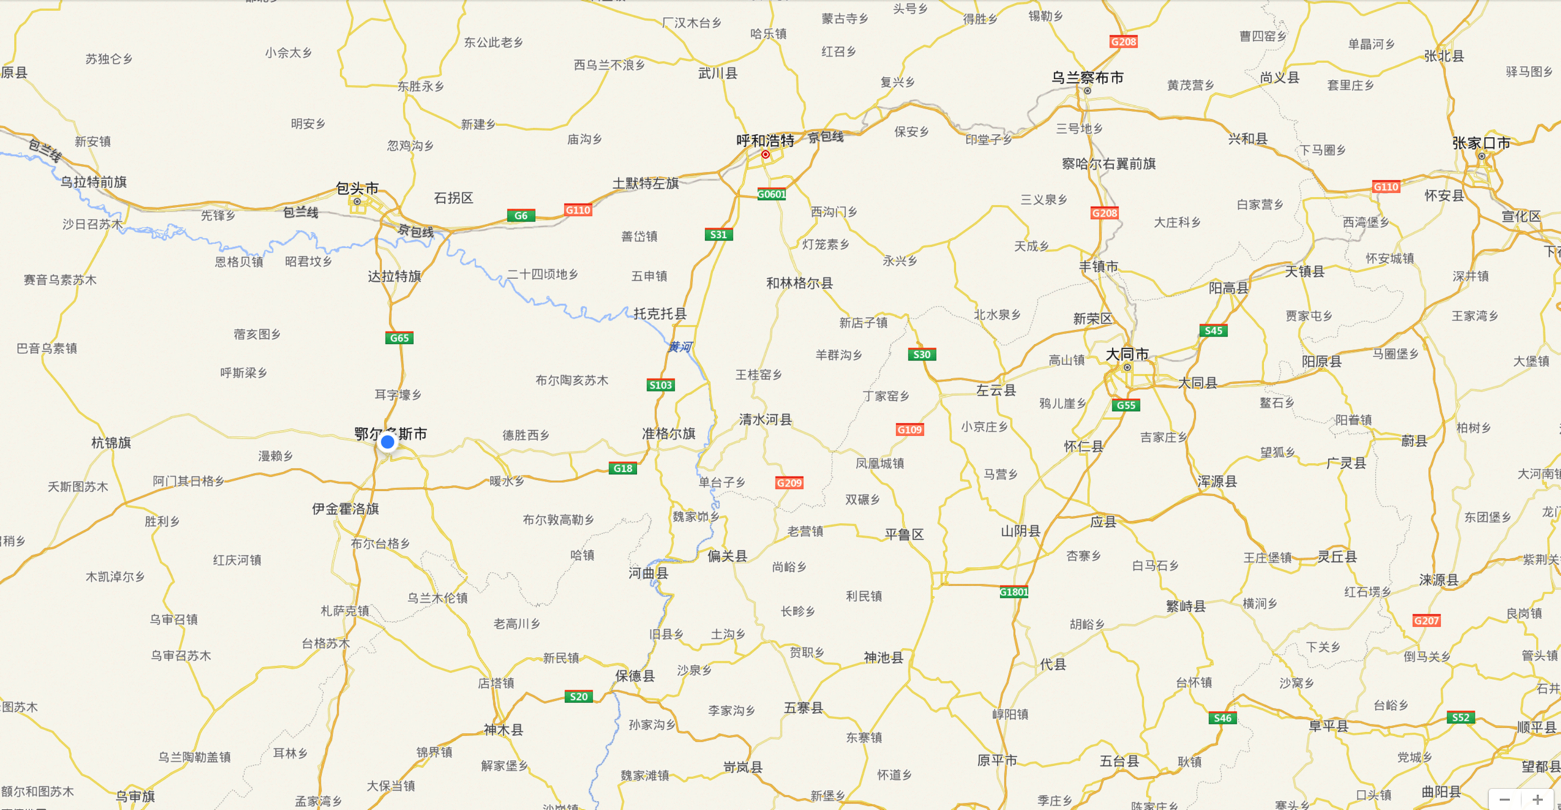 头号乡
蒙古寺乡
锡勒乡
厂汉木台乡
得胜乡
哈乐镇
曹四窑乡
G208
东公此老乡
单晶河乡
小佘太乡
红召乡
张北县
苏独仑乡
西乌兰不浪乡
驿马图乡
原县
武川县
乌兰察布市
尚义县
东胜永乡
复兴乡
黄茂营乡
套里庄乡
明安乡
新建乡
三号地乡
保安乡
庙沟乡
京包线
呼和浩特
印堂子乡
兴和县
新安镇
张家口市
忽鸡沟乡
包兰线
下马圈乡
察哈尔右翼前旗
乌拉特前旗
土默特左旗
包头市
G110
石拐区
G0601
怀安县
三义泉乡
白家营乡
G110
包兰线
西沟门乡
G208
先锋乡
G6
宣化区
沙日召苏木
大庄科乡
西湾堡乡
京包线
S31
善岱镇
灯笼素乡
天成乡
恩格贝镇
昭君坟乡
永兴乡
怀安城镇
丰镇市
天镇县
达拉特旗
二十四顷地乡
五申镇
深井镇
赛音乌素苏木
和林格尔县
阳高县
托克托县
北水泉乡
贾家屯乡
王家湾乡
新店子镇
新荣区
S45
蓿亥图乡
G65
黄河
巴音乌素镇
羊群沟乡
S30
大同市
马圈堡乡
高山镇
阳原县
大堡镇
呼斯梁乡
王桂窑乡
布尔陶亥苏木
S103
大同县
左云县
耳字壕乡
丁家窑乡
鸦儿崖乡
G55
鳌石乡
清水河县
阳眷镇
小京庄乡
柏树乡
G109
鄂尔多斯市
德胜西乡
准格尔旗
吉家庄乡
杭锦旗
蔚县
怀仁县
望狐乡
漫赖乡
凤凰城镇
广灵县
G18
马营乡
大河南镇
阿门其日格乡
暖水乡
单台子乡
G209
浑源县
夭斯图苏木
双碾乡
伊金霍洛旗
魏家峁乡
东团堡乡
胜利乡
布尔敦高勒乡
应县
老营镇
山阴县
平鲁区
布尔台格乡
哈镇
偏关县
杏寨乡
王庄堡镇
灵丘县
红庆河镇
白马石乡
尚峪乡
河曲县
木凯淖尔乡
涞源县
G1801
红石塄乡
利民镇
乌兰木伦镇
横涧乡
繁峙县
札萨克镇
长畛乡
良岗镇
乌审召镇
老高川乡
G207
胡峪乡
旧县乡
土沟乡
台格苏木
下关乡
贺职乡
乌审召苏木
新民镇
神池县
倒马关乡
管头镇
代县
沙泉乡
保德县
店塔镇
台怀镇
沙窝乡
S20
图苏木
台峪乡
五寨县
李家沟乡
崞阳镇
S46
S52
孙家沟乡
阜平县
顺平县
神木县
东寨镇
锦界镇
耳林乡
乌兰陶勒盖镇
党城乡
原平市
五台县
耿镇
解家堡乡
岢岚县
望都县
魏家滩镇
怀道乡
大保当镇
额尔和图苏木
曲阳县
乌审旗
口头镇
新堡乡
孟家湾乡
季庄乡
寨头乡
陈家庄乡